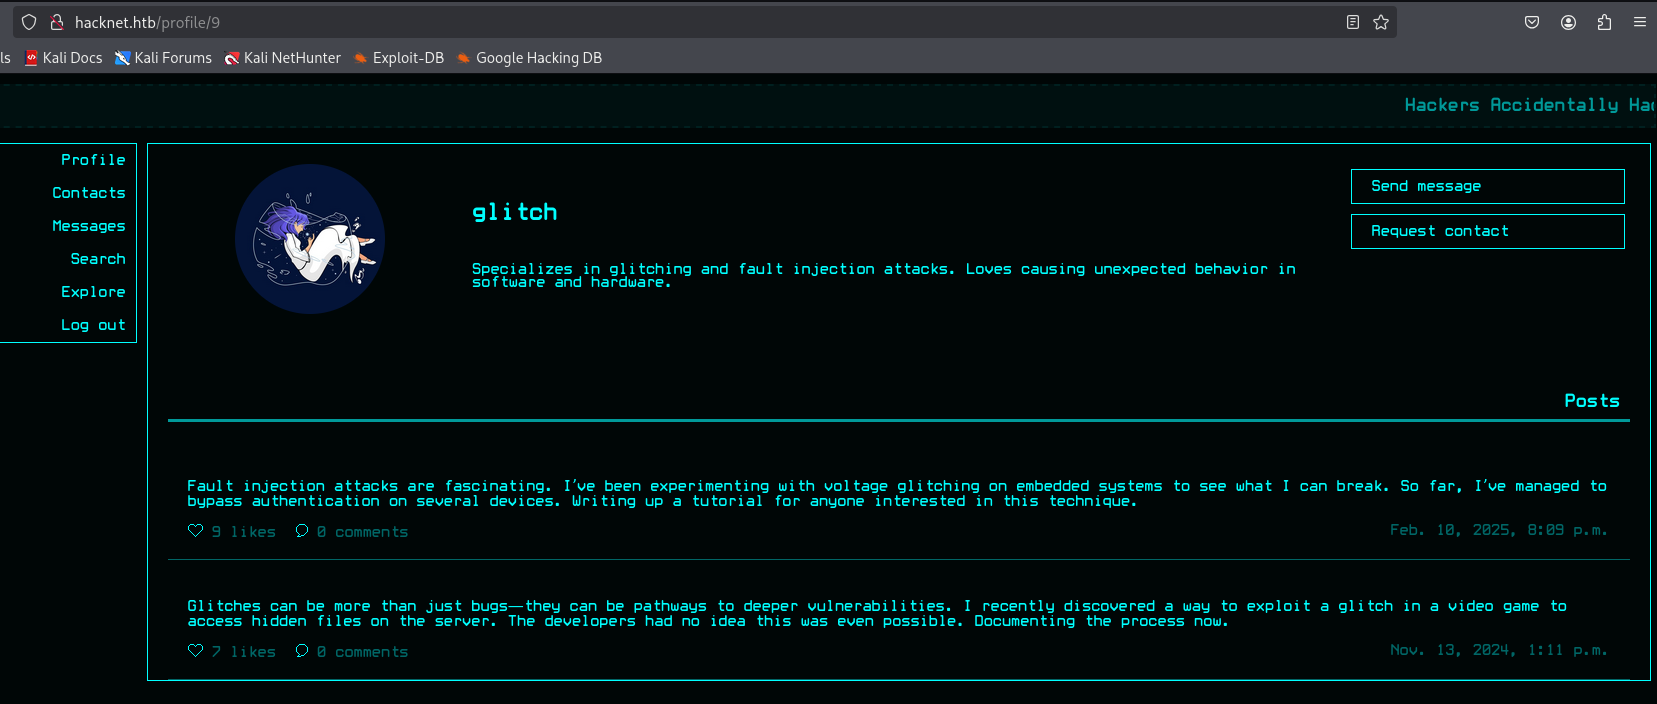 hacknet.htb/profile/9
ls Kali Docs Kali Forums Kali NetHunter Exploit-DB Google Hacking DB
Hackers Accidentally Hac
Profile
Contacts
Messages
Search
Explore
Log out
glitch
Specializes in glitching and fault injection attacks. Loves causing unexpected behavior in
software and hardware.
Send message
Request contact
Posts
Fault injection attacks are fascinating. I've been experimenting with voltage glitching on embedded systems to see what I can break. So far, I've managed to
bypass authentication on several devices. Writing up a tutorial for anyone interested in this technique.
9 likes 0 comments Feb. 10, 2025, 8:09 p.m.
Glitches can be more than just bugs—they can be pathways to deeper vulnerabilities. I recently discovered a way to exploit a glitch in a video game to
access hidden files on the server. The developers had no idea this was even possible. Documenting the process now.
7 likes 0 comments Nov. 13, 2024, 1:11 p.m.